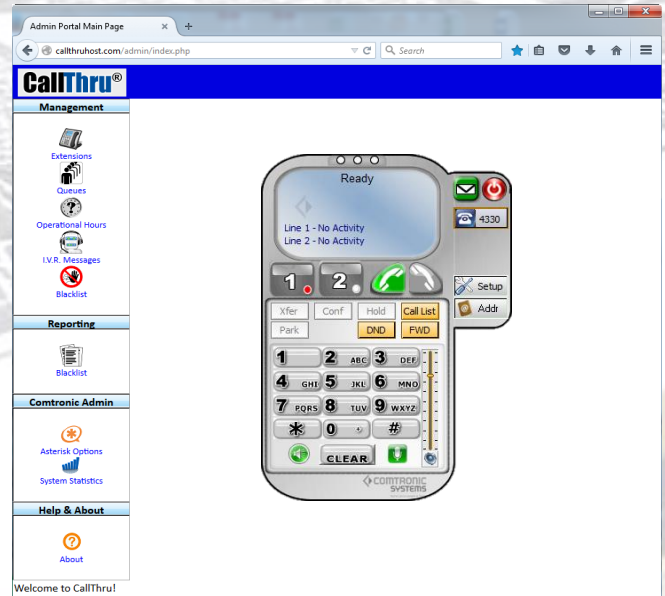 Admin Portal Main Page
callthruhost.com/admin/index.php
Search
CallThru®
Management
Extensions
Queues
Operational Hours
I.V.R. Messages
Blacklist
Reporting
Blacklist
Comtronic Admin
Asterisk Options
System Statistics
Help & About
About
Welcome to CallThru!
Ready
Line 1 - No Activity
Line 2 - No Activity
4330
1 2
Setup
Addr
Xfer Conf Hold Call List
Park DND FWD
1 2 ABC 3 DEF
4 GHI 5 JKL 6 MNO
7 PQRS 8 TUV 9 WXYZ
* 0 #
CLEAR
COMTRONIC
SYSTEMS